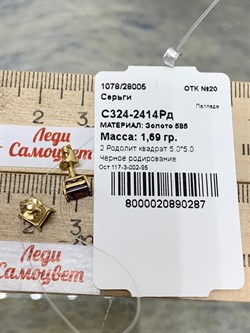 1078/28005 ОТК №20
Серьги
Паллада
С324-2414Рд
МАТЕРИАЛ: Золото 585
Масса: 1,69 гр.
2 Родолит квадрат 5,0*5,0
Черное родирование
Ост 117-3-002-95
8000020890287
Леди
Самоцвет
Леди
Самоцвет